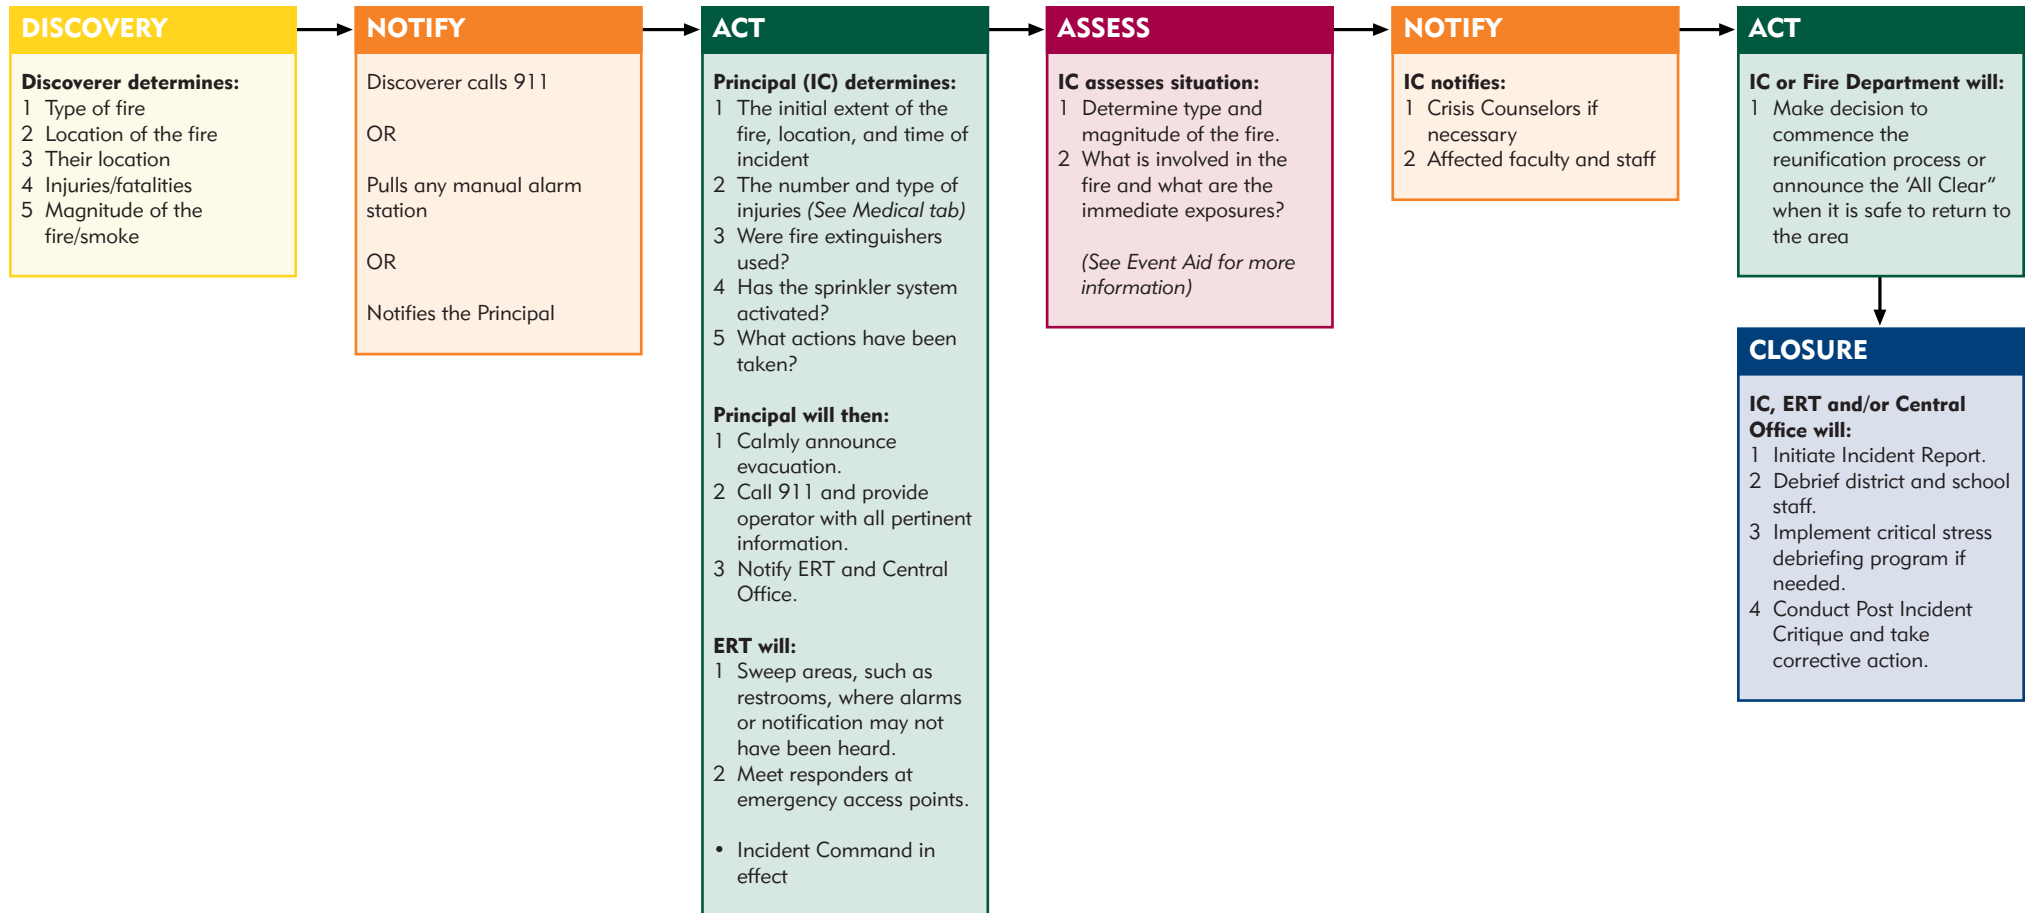 DISCOVERY
Discoverer determines:
1 Type of fire
2 Location of the fire
3 Their location
4 Injuries/fatalities
5 Magnitude of the
fire/smoke
NOTIFY
Discoverer calls 911
OR
Pulls any manual alarm
station
OR
Notifies the Principal
ACT
Principal (IC) determines:
1 The initial extent of the
fire, location, and time of
incident
2 The number and type of
injuries (See Medical tab)
3 Were fire extinguishers
used?
4 Has the sprinkler system
activated?
5 What actions have been
taken?
Principal will then:
1 Calmly announce
evacuation.
2 Call 911 and provide
operator with all pertinent
information.
3 Notify ERT and Central
Office.
ERT will:
1 Sweep areas, such as
restrooms, where alarms
or notification may not
have been heard.
2 Meet responders at
emergency access points.
• Incident Command in
effect
ASSESS
IC assesses situation:
1 Determine type and
magnitude of the fire.
2 What is involved in the
fire and what are the
immediate exposures?
(See Event Aid for more
information)
NOTIFY
IC notifies:
1 Crisis Counselors if
necessary
2 Affected faculty and staff
ACT
IC or Fire Department will:
1 Make decision to
commence the
reunification process or
announce the ‘All Clear“
when it is safe to return to
the area
CLOSURE
IC, ERT and/or Central
Office will:
1 Initiate Incident Report.
2 Debrief district and school
staff.
3 Implement critical stress
debriefing program if
needed.
4 Conduct Post Incident
Critique and take
corrective action.